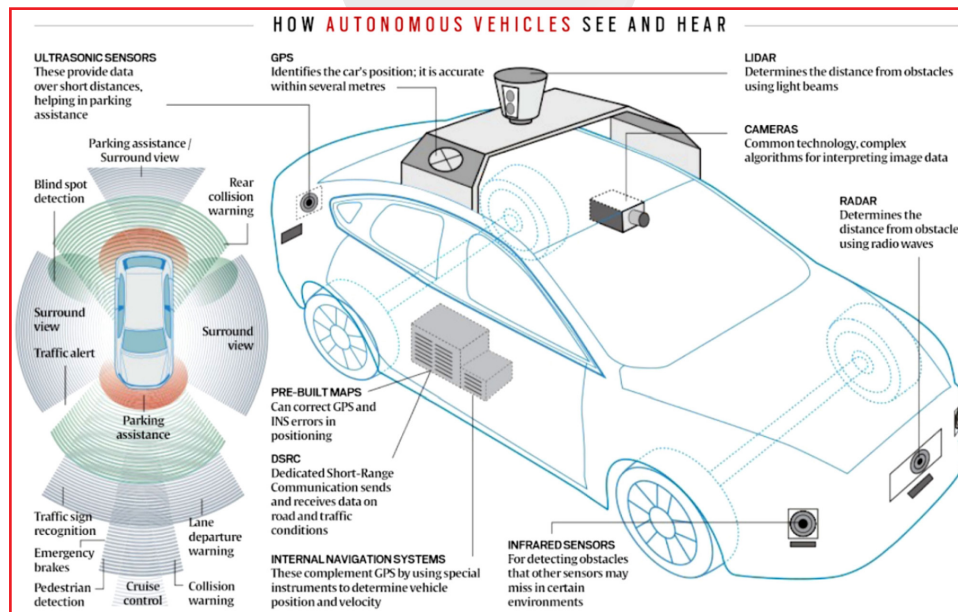 HOW AUTONOMOUS VEHICLES SEE AND HEAR
ULTRASONIC SENSORS
These provide data
over short distances,
helping in parking
assistance
Parking assistance /
Surround view
Blind spot
detection
Rear
collision
warning
Surround
view
Surround
view
Traffic alert
Parking
assistance
Traffic sign
recognition
Lane
departure
warning
Emergency
brakes
Pedestrian
detection
Cruise
control
Collision
warning
GPS
Identifies the car's position; it is accurate
within several metres
PRE-BUILT MAPS
Can correct GPS and
INS errors in
positioning
DSRC
Dedicated Short-Range
Communication sends
and receives data on
road and traffic
conditions
INTERNAL NAVIGATION SYSTEMS
These complement GPS by using special
instruments to determine vehicle
position and velocity
LIDAR
Determines the distance from obstacles
using light beams
CAMERAS
Common technology, complex
algorithms for interpreting image data
RADAR
Determines the
distance from obstacle
using radio waves
INFRARED SENSORS
For detecting obstacles
that other sensors may
miss in certain
environments